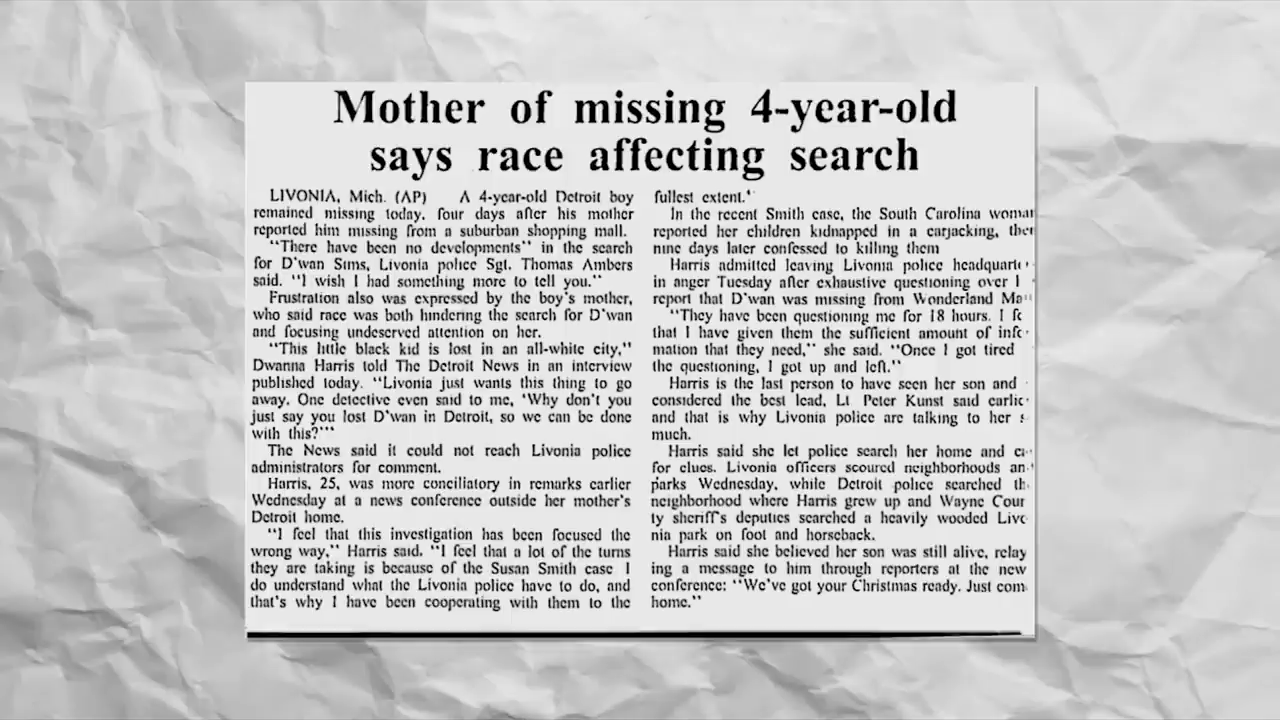 Mother of missing 4-year-old
says race affecting search
LIVONIA, Mich. (AP) A 4-year-old Detroit boy
remained missing today, four days after his mother
reported him missing from a suburban shopping mall.
"There have been no developments" in the search
for D'wan Sims, Livonia police Sgt. Thomas Ambers
said. "I wish I had something more to tell you."
Frustration also was expressed by the boy's mother,
who said race was both hindering the search for D'wan
and focusing undeserved attention on her.
"This little black kid is lost in an all-white city,"
Dwanna Harris told The Detroit News in an interview
published today. "Livonia just wants this thing to go
away. One detective even said to me, 'Why don't you
just say you lost D'wan in Detroit, so we can be done
with this?'"
The News said it could not reach Livonia police
administrators for comment.
Harris, 25, was more conciliatory in remarks earlier
Wednesday at a news conference outside her mother's
Detroit home.
"I feel that this investigation has been focused the
wrong way," Harris said. "I feel that a lot of the turns
they are taking is because of the Susan Smith case I
do understand what the Livonia police have to do, and
that's why I have been cooperating with them to the
fullest extent."
In the recent Smith case, the South Carolina woman
reported her children kidnapped in a carjacking, then
nine days later confessed to killing them
Harris admitted leaving Livonia police headquart
in anger Tuesday after exhaustive questioning over
report that D'wan was missing from Wonderland Ma
"They have been questioning me for 18 hours. I fe
that I have given them the sufficient amount of info
mation that they need," she said. "Once I got tired
the questioning, I got up and left."
Harris is the last person to have seen her son and
considered the best lead, Lt Peter Kunst said earlie
and that is why Livonia police are talking to her s
much.
Harris said she let police search her home and ca
for clues. Livonia officers scoured neighborhoods an
parks Wednesday, while Detroit police searched th
neighborhood where Harris grew up and Wayne Coun
ty sheriff's deputies searched a heavily wooded Livo
nia park on foot and horseback.
Harris said she believed her son was still alive, relay
ing a message to him through reporters at the new
conference: "We've got your Christmas ready. Just com
home."